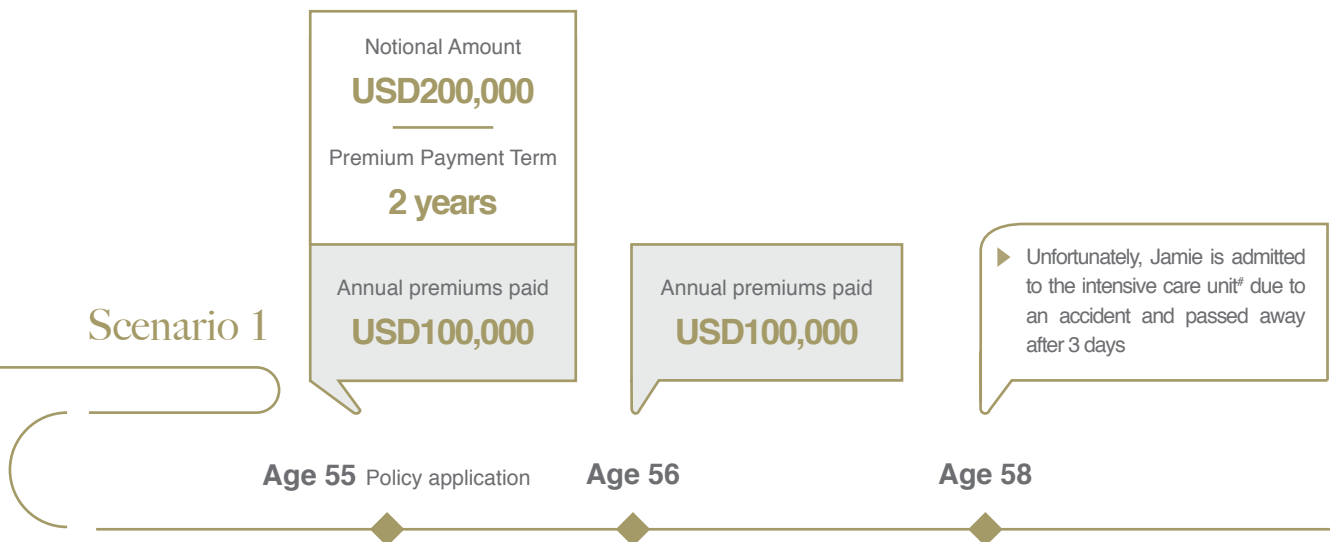 Notional Amount
USD200,000
Premium Payment Term
2 years
Annual premiums paid
USD100,000
Annual premiums paid
USD100,000
Unfortunately, Jamie is admitted
to the intensive care unit# due to
an accident and passed away
after 3 days
Scenario 1
Age 55 Policy application
Age 56
Age 58